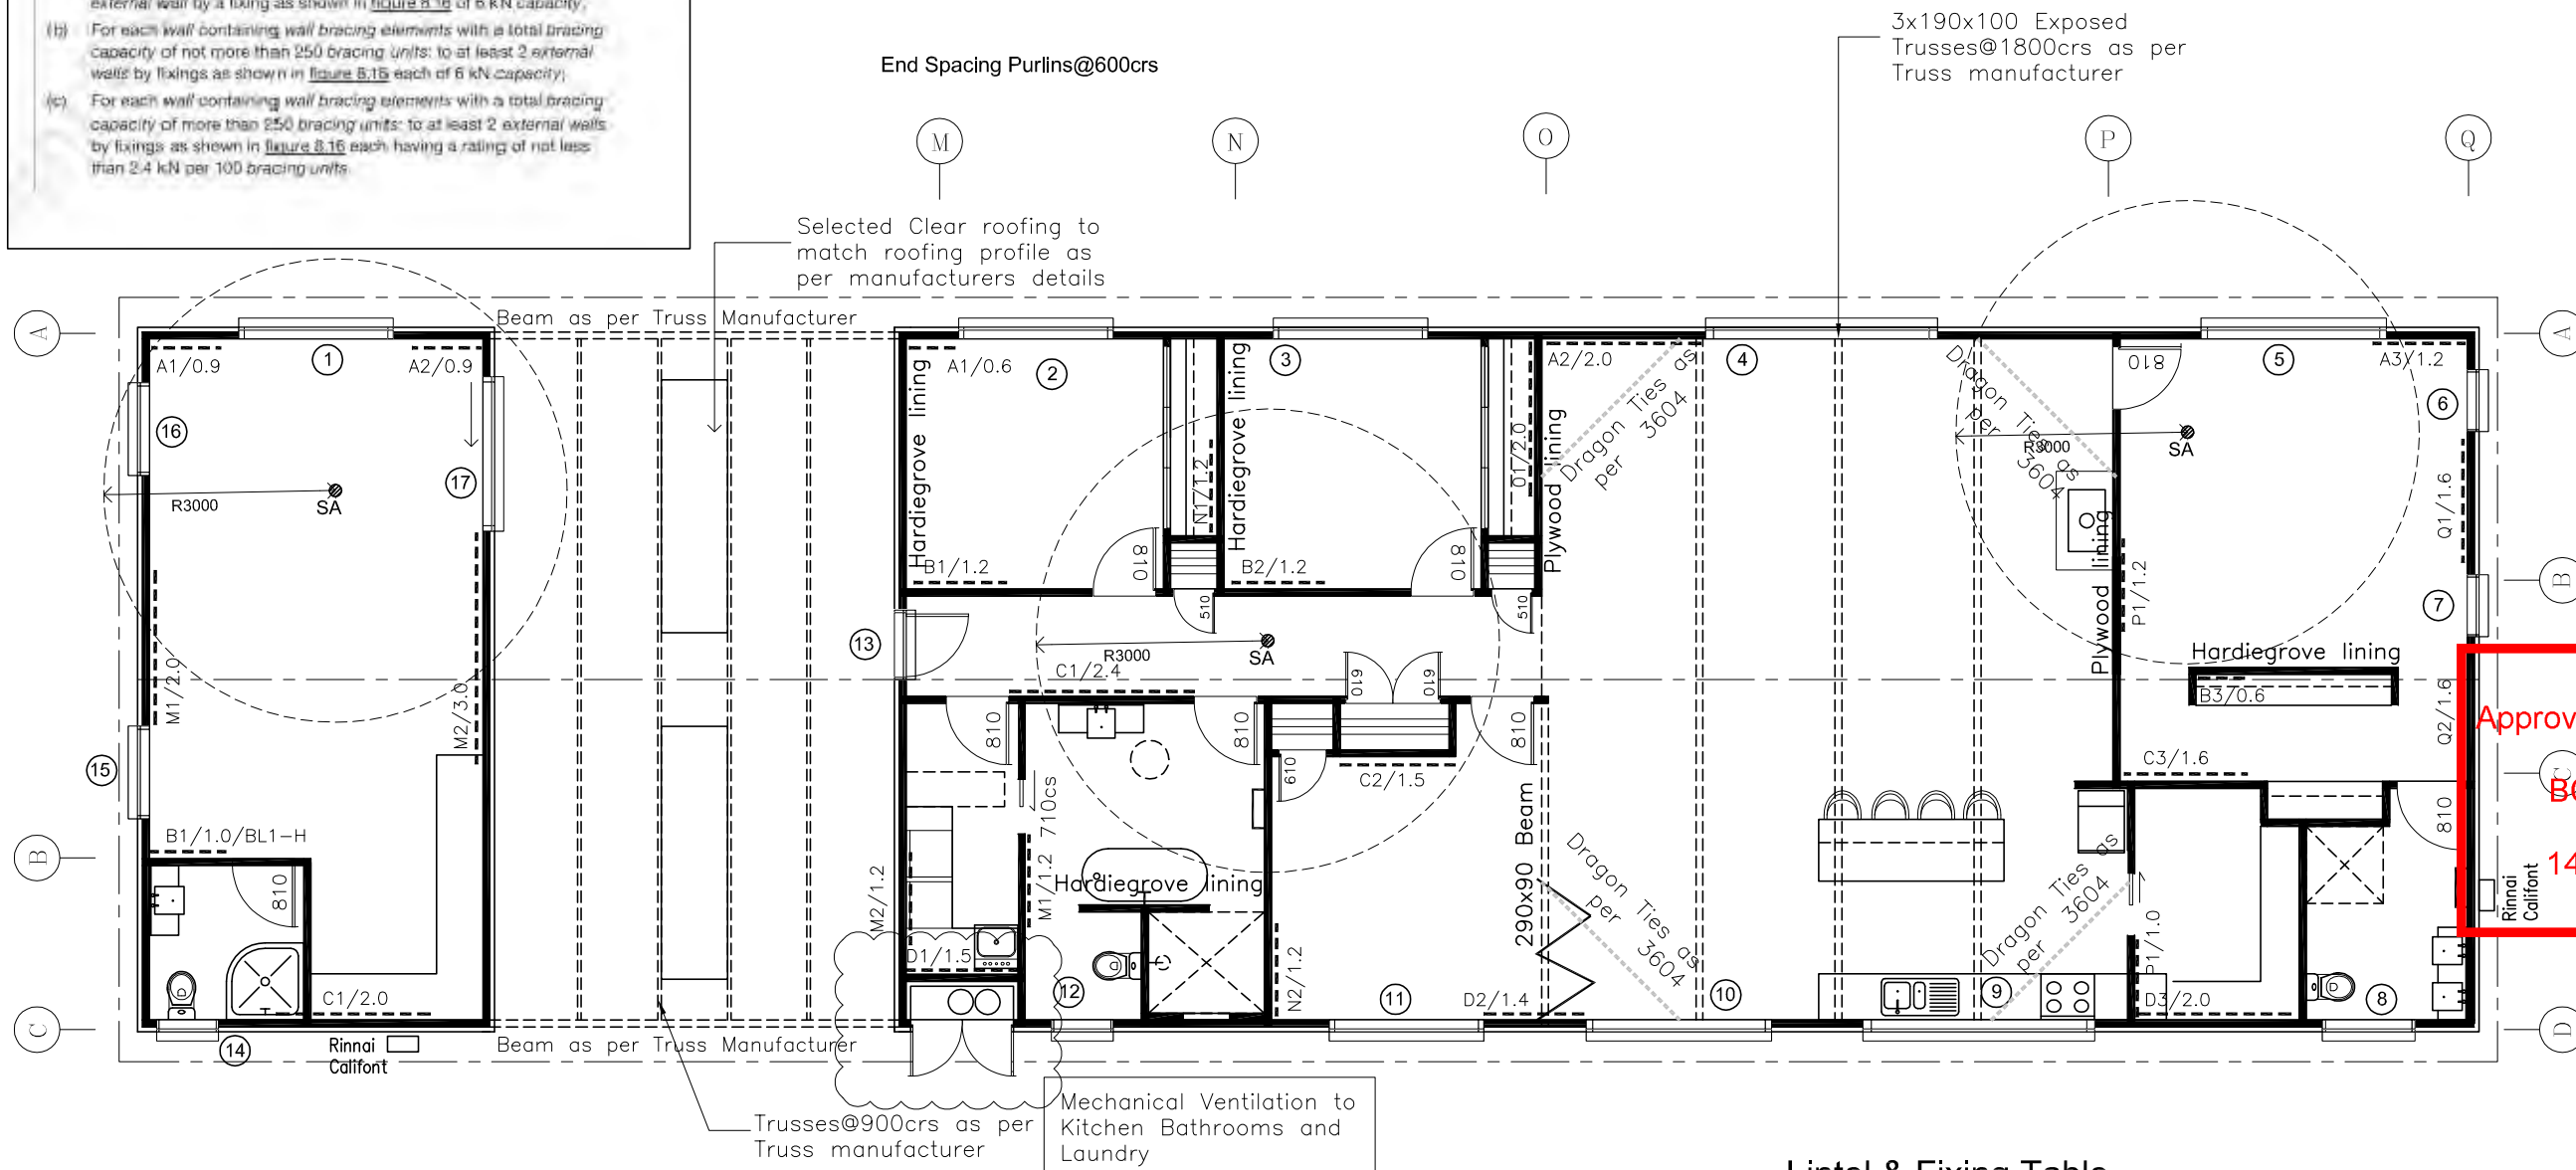 external wall by a fixing as shown in figure 8.16 of 6 kN capacity;
(b) For each wall containing wall bracing elements with a total bracing
capacity of not more than 250 bracing units: to at least 2 external
walls by fixings as shown in figure 8.16 each of 6 kN capacity;
(c) For each wall containing wall bracing elements with a total bracing
capacity of more than 250 bracing units: to at least 2 external walls
by fixings as shown in figure 8.16 each having a rating of not less
than 2.4 kN per 100 bracing units.
End Spacing Purlins@600crs
3x190x100 Exposed
Trusses@1800crs as per
Truss manufacturer
M
N
O
P
Q
Selected Clear roofing to
match roofing profile as
per manufacturers details
A
Beam as per Truss Manufacturer
A
A1/0.9
1
A2/0.9
A1/0.6
2
3
A2/2.0
4
810
5
A3/1.2
6
16
17
R3000
SA
Hardiegrove lining
N1/1.2
Hardiegrove lining
O1/2.0
Plywood lining
Dragon Ties as
per 3604
Dragon Ties as
per 3604
R3000
SA
Q1/1.6
B1/1.2
810
B2/1.2
810
510
510
Plywood lining
P1/1.2
B
7
13
R3000
SA
C1/2.4
610
610
Hardiegrove lining
B3/0.6
Q2/1.6
M1/2.0
M2/3.0
15
810
710cs
810
610
C2/1.5
810
C3/1.6
C
810
Approv
B
14
B1/1.0/BL1-H
B
810
M2/1.2
M1/1.2
Hardiegrove lining
290x90 Beam
Dragon Ties as
per 3604
Dragon Ties as
per 3604
Rinnai
Califont
D1/1.5
12
N2/1.2
11
D2/1.4
10
9
P1/1.0
D3/2.0
8
C1/2.0
C
D
14
Rinnai
Califont
Beam as per Truss Manufacturer
Trusses@900crs as per
Truss manufacturer
Mechanical Ventilation to
Kitchen Bathrooms and
Laundry
Lintel & Fixing Table